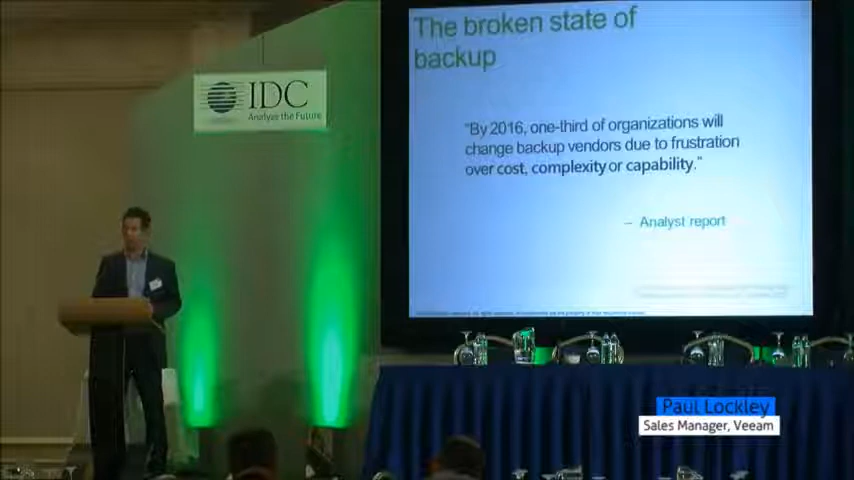 The broken state of
backup
IDC
Analyze the Future
"By 2016, one-third of organizations will
change backup vendors due to frustration
over cost, complexity or capability."
– Analyst report
Paul Lockley
Sales Manager, Veeam